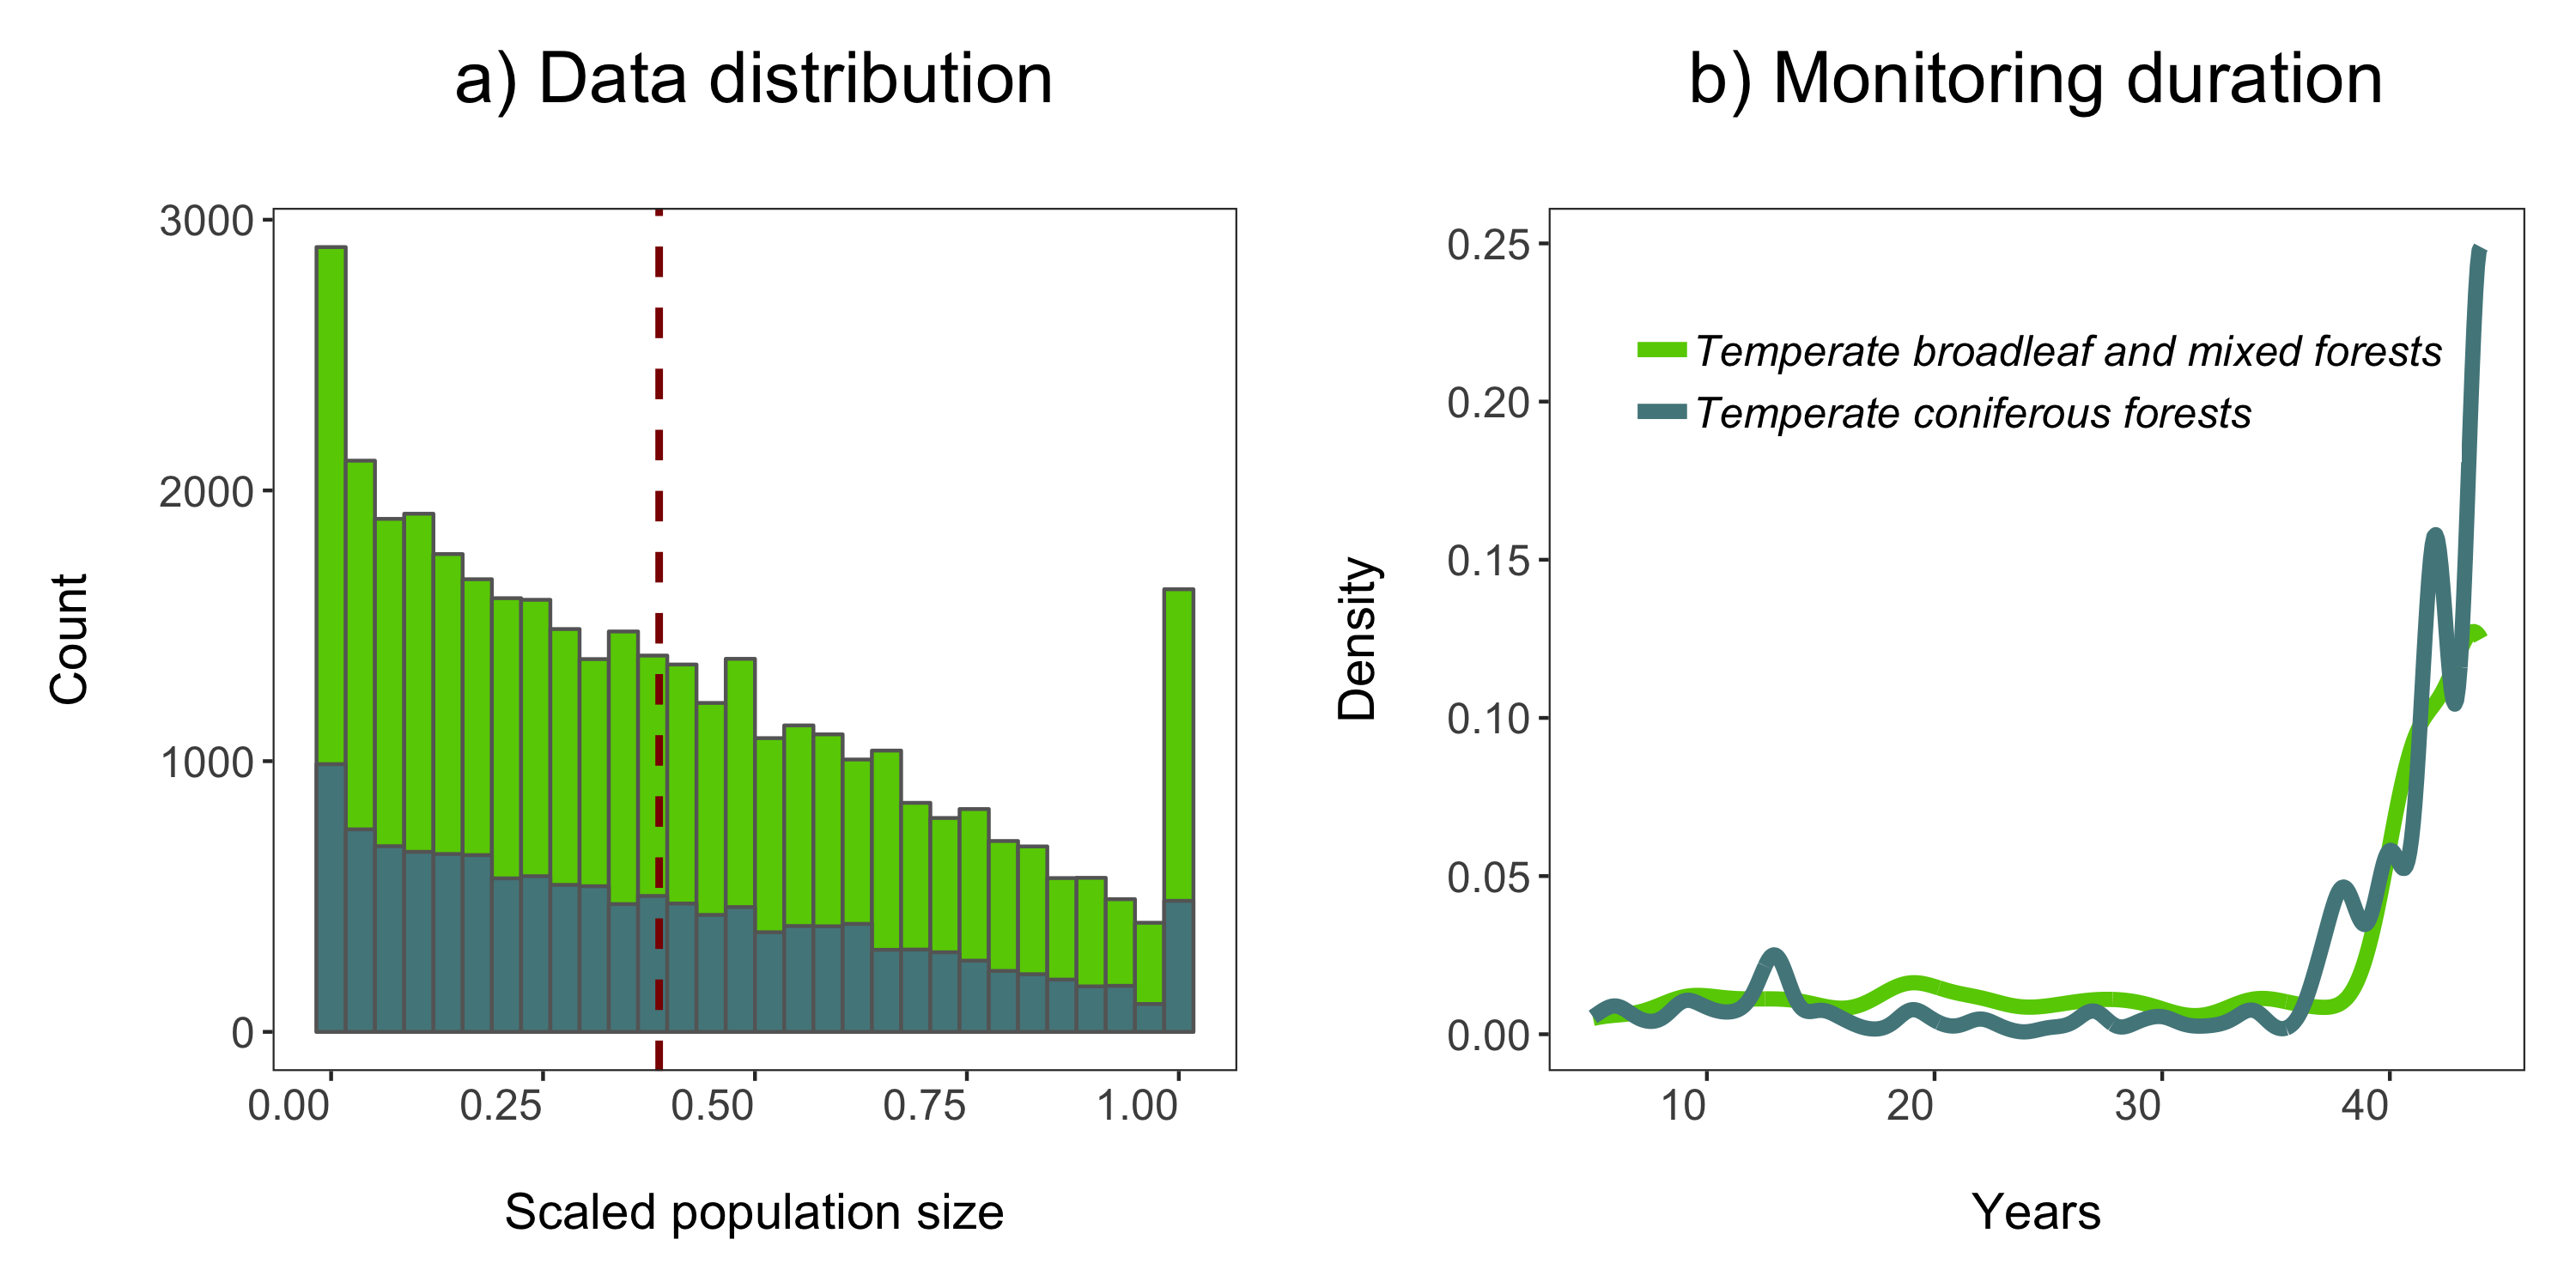 a) Data distribution
3000
2000
1000
0
Count
0.00 0.25 0.50 0.75 1.00
Scaled population size
b) Monitoring duration
0.25
0.20
0.15
0.10
0.05
0.00
Density
Temperate broadleaf and mixed forests
Temperate coniferous forests
10 20 30 40
Years